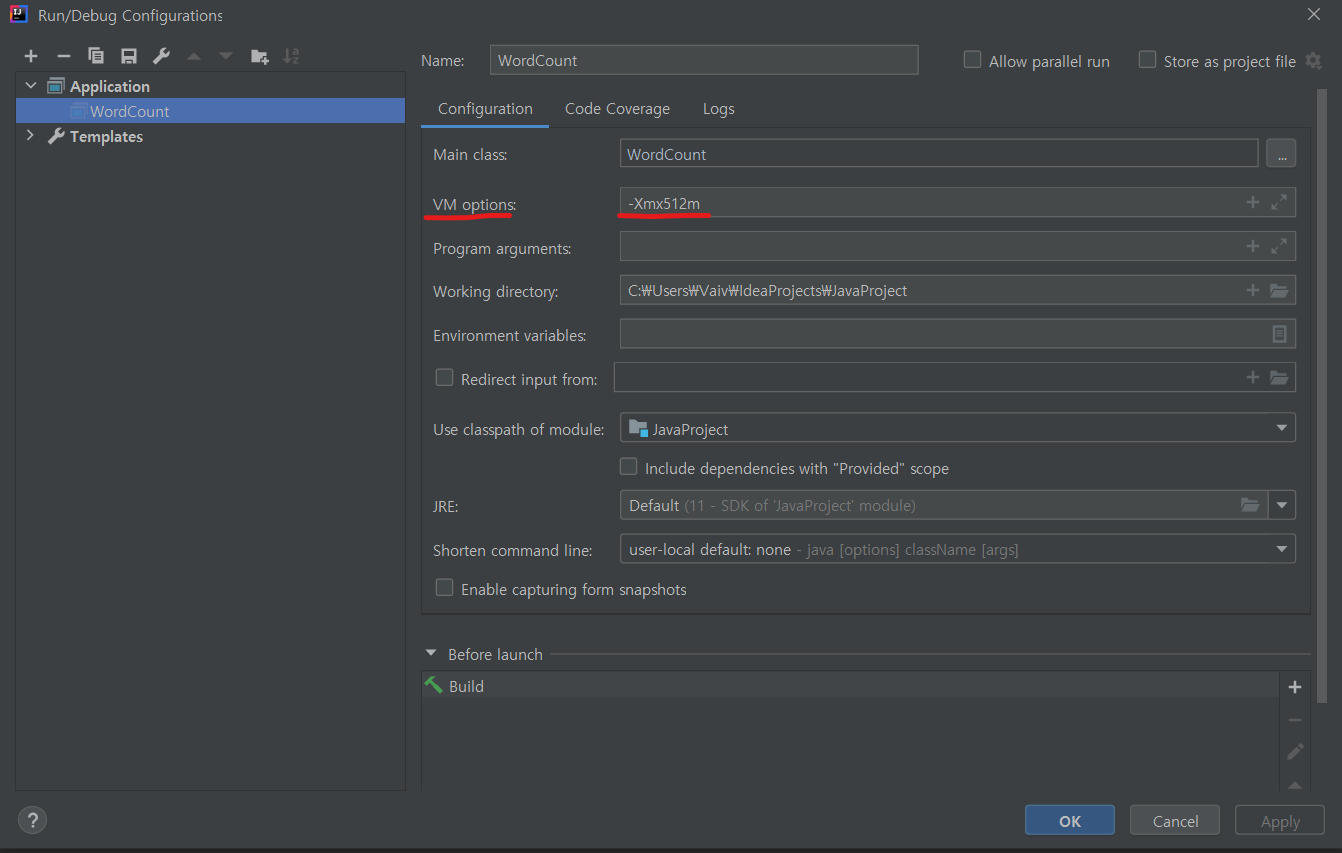 Run/Debug Configurations
Name: WordCount Allow parallel run Store as project file
Application
WordCount
Templates
Configuration Code Coverage Logs
Main class: WordCount ...
VM options: -Xmx512m
Program arguments:
Working directory: C:₩Users₩Vaiv₩IdeaProjects₩JavaProject
Environment variables:
Redirect input from:
Use classpath of module: JavaProject
Include dependencies with "Provided" scope
JRE: Default (11 - SDK of 'JavaProject' module)
Shorten command line: user-local default: none - java [options] className [args]
Enable capturing form snapshots
Before launch
Build
? OK Cancel Apply